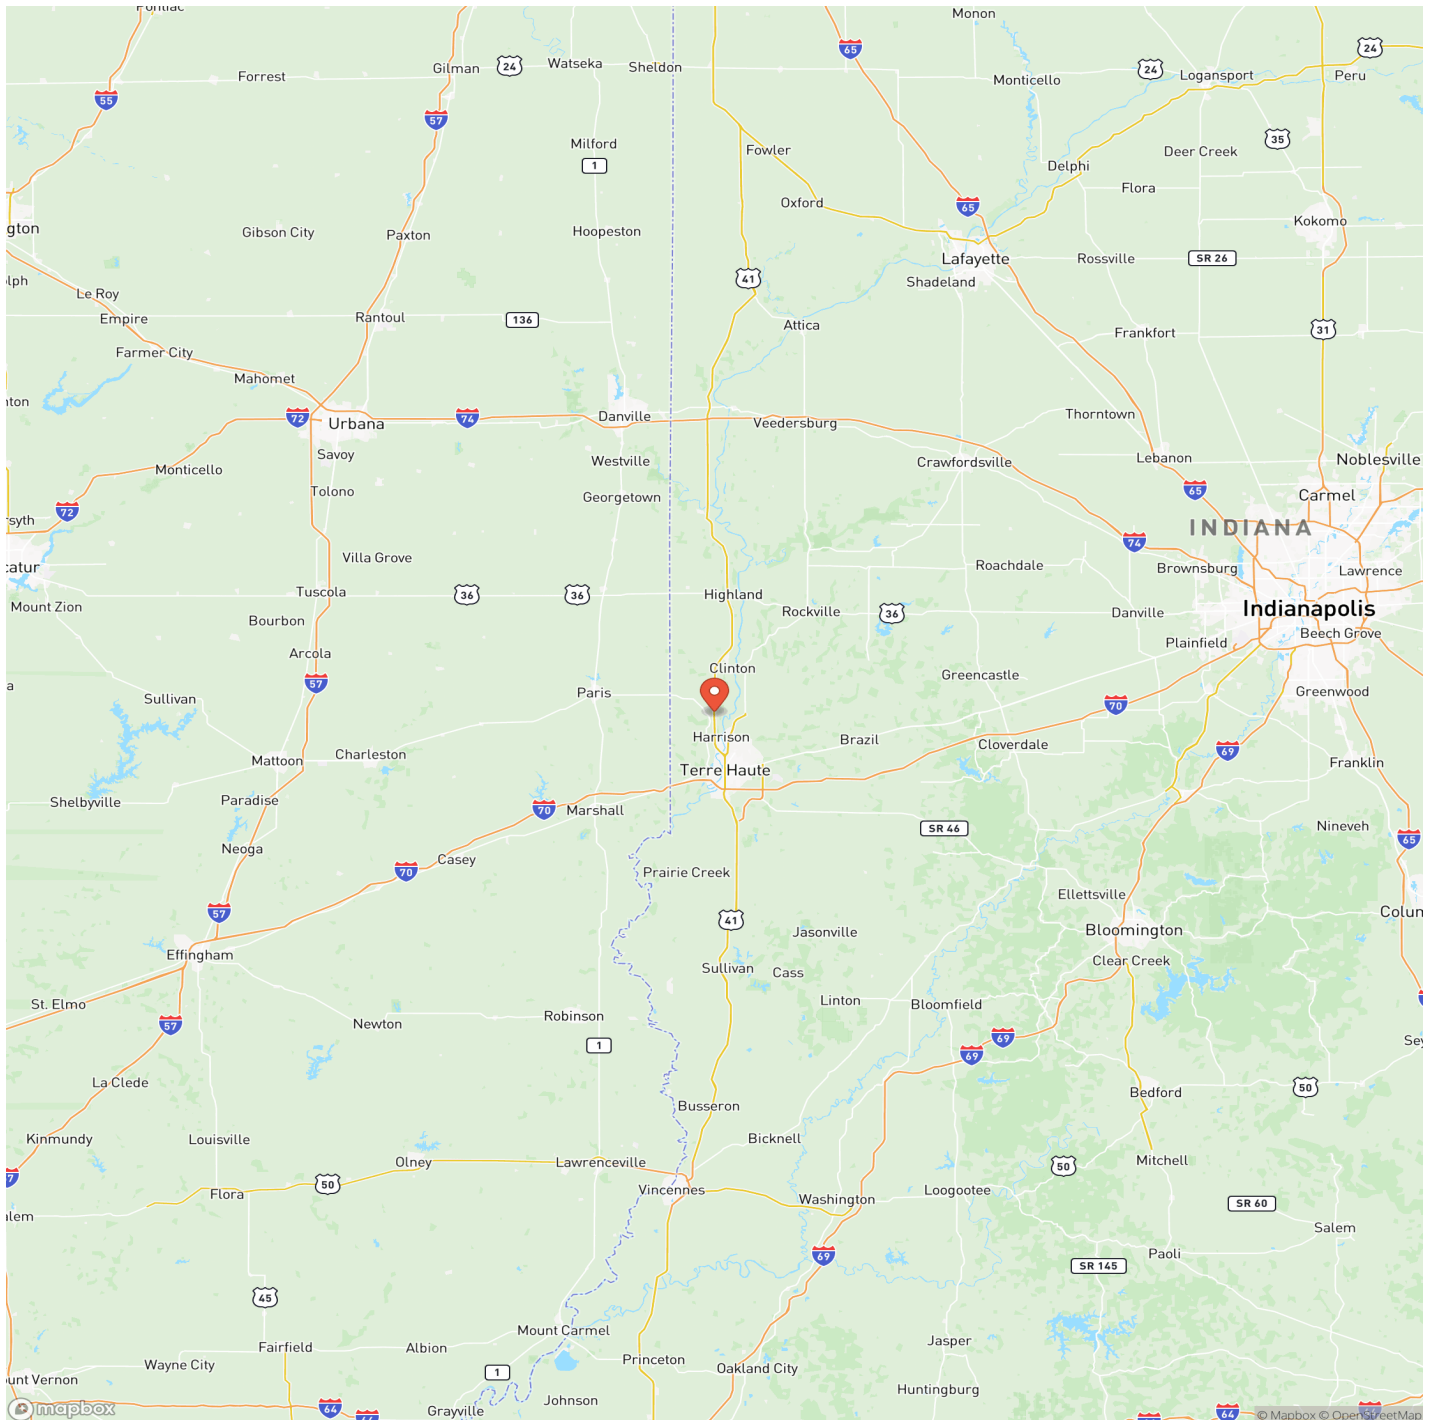 Pontiac
Monon
65
24
Forrest
Gilman
24
Watseka
Sheldon
Monticello
24
Logansport
Peru
55
57
35
Milford
1
Fowler
Delphi
Deer Creek
Flora
Oxford
65
Kokomo
gton
Gibson City
Paxton
Hoopeston
Lafayette
Rossville
SR 26
41
Shadeland
olph
Le Roy
Empire
Rantoul
136
Attica
Frankfort
31
Farmer City
Mahomet
nton
72
Urbana
74
Danville
Veedersburg
Thorntown
Savoy
Monticello
Westville
Crawfordsville
Lebanon
Noblesville
Tolono
Georgetown
65
Carmel
72
rsyth
INDIANA
Villa Grove
74
catur
Roachdale
Brownsburg
Lawrence
Mount Zion
Tuscola
36
36
Highland
Rockville
36
Danville
Indianapolis
Bourbon
Plainfield
Beech Grove
Arcola
Clinton
a
57
Sullivan
Paris
Greencastle
70
Greenwood
Harrison
Brazil
Cloverdale
69
Mattoon
Charleston
Terre Haute
Franklin
Shelbyville
Paradise
70
Marshall
SR 46
Nineveh
65
Neoga
Casey
70
Prairie Creek
Ellettsville
57
41
Jasonville
Bloomington
Colum
Effingham
Sullivan
Cass
Clear Creek
St. Elmo
57
Newton
Robinson
Linton
Bloomfield
1
69
69
Sey
La Clede
Busseron
Bedford
50
Kinmundy
Louisville
Bicknell
Olney
Lawrenceville
50
Mitchell
7
Flora
50
Vincennes
Washington
Loogootee
SR 60
alem
Salem
69
Paoli
SR 145
45
Mount Carmel
Fairfield
Albion
Jasper
Wayne City
1
Princeton
Oakland City
unt Vernon
Johnson
Huntingburg
64
Grayville
64
mapbox
© Mapbox © OpenStreetMap